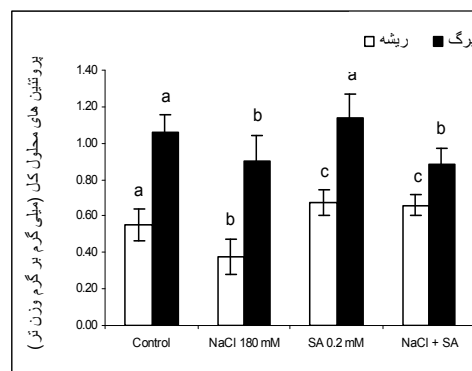 ریشه برگ
پروتئین های محلول کل (میلی گرم بر گرم وزن تر)
1.40
1.20
1.00
0.80
0.60
0.40
0.20
0.00
a a
b b
c a
c b
Control NaCl 180 mM SA 0.2 mM NaCl + SA